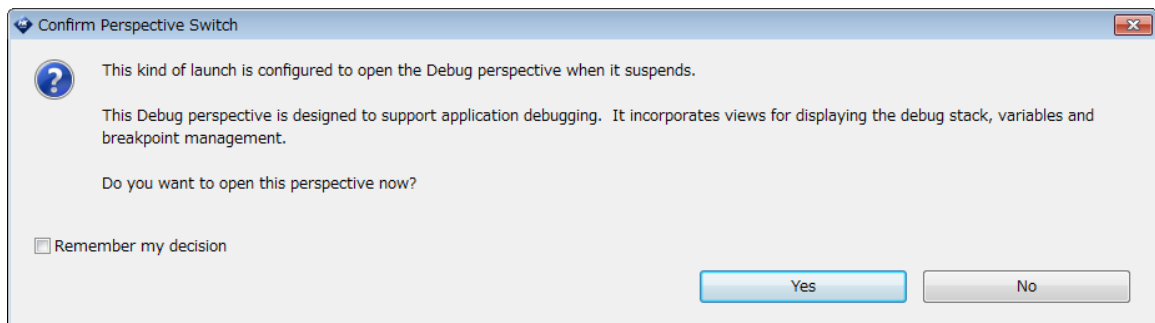 Confirm Perspective Switch
This kind of launch is configured to open the Debug perspective when it suspends.
This Debug perspective is designed to support application debugging.  It incorporates views for displaying the debug stack, variables and
breakpoint management.
Do you want to open this perspective now?
Remember my decision
Yes
No